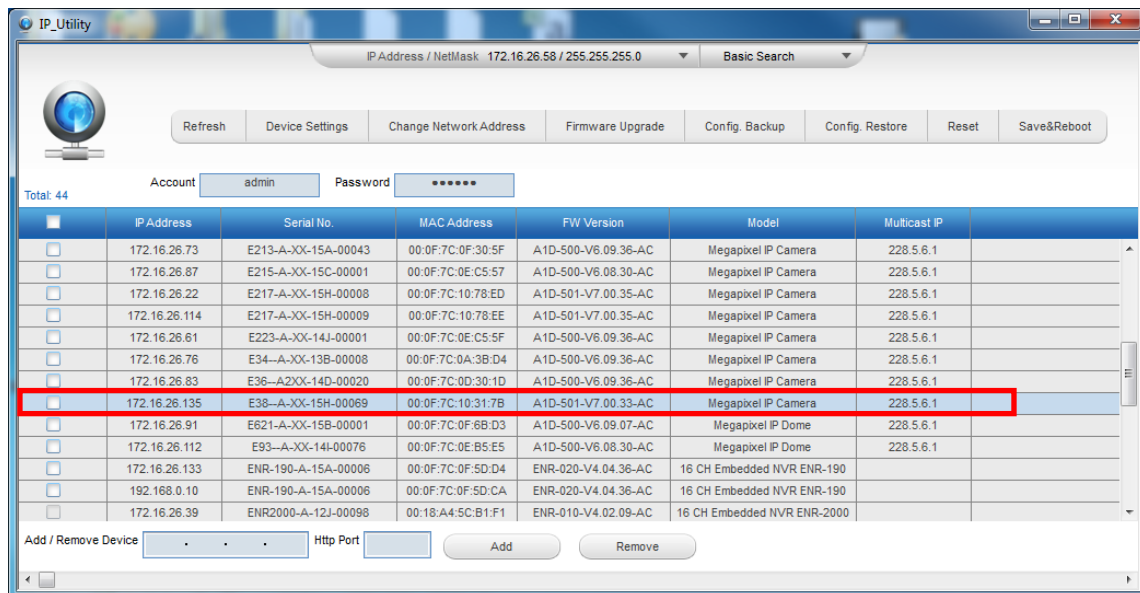 IP_Utility
IP Address / NetMask 172.16.26.58 / 255.255.255.0 Basic Search
Refresh Device Settings Change Network Address Firmware Upgrade Config. Backup Config. Restore Reset Save&Reboot
Account admin Password ••••••
Total: 44
IP Address Serial No. MAC Address FW Version Model Multicast IP
172.16.26.73 E213-A-XX-15A-00043 00:0F:7C:0F:30:5F A1D-500-V6.09.36-AC Megapixel IP Camera 228.5.6.1
172.16.26.87 E215-A-XX-15C-00001 00:0F:7C:0E:C5:57 A1D-500-V6.08.30-AC Megapixel IP Camera 228.5.6.1
172.16.26.22 E217-A-XX-15H-00008 00:0F:7C:10:78:ED A1D-501-V7.00.35-AC Megapixel IP Camera 228.5.6.1
172.16.26.114 E217-A-XX-15H-00009 00:0F:7C:10:78:EE A1D-501-V7.00.35-AC Megapixel IP Camera 228.5.6.1
172.16.26.61 E223-A-XX-14J-00001 00:0F:7C:0E:C5:5F A1D-500-V6.09.36-AC Megapixel IP Camera 228.5.6.1
172.16.26.76 E34--A-XX-13B-00008 00:0F:7C:0A:3B:D4 A1D-500-V6.09.36-AC Megapixel IP Camera 228.5.6.1
172.16.26.83 E36--A2XX-14D-00020 00:0F:7C:0D:30:1D A1D-500-V6.09.36-AC Megapixel IP Camera 228.5.6.1
172.16.26.135 E38--A-XX-15H-00069 00:0F:7C:10:31:7B A1D-501-V7.00.33-AC Megapixel IP Camera 228.5.6.1
172.16.26.91 E621-A-XX-15B-00001 00:0F:7C:0F:6B:D3 A1D-500-V6.09.07-AC Megapixel IP Dome 228.5.6.1
172.16.26.112 E93--A-XX-14I-00076 00:0F:7C:0E:B5:E5 A1D-500-V6.08.30-AC Megapixel IP Dome 228.5.6.1
172.16.26.133 ENR-190-A-15A-00006 00:0F:7C:0F:5D:D4 ENR-020-V4.04.36-AC 16 CH Embedded NVR ENR-190
192.168.0.10 ENR-190-A-15A-00006 00:0F:7C:0F:5D:CA ENR-020-V4.04.36-AC 16 CH Embedded NVR ENR-190
172.16.26.39 ENR2000-A-12J-00098 00:18:A4:5C:B1:F1 ENR-010-V4.02.09-AC 16 CH Embedded NVR ENR-2000
Add / Remove Device . . . Http Port Add Remove